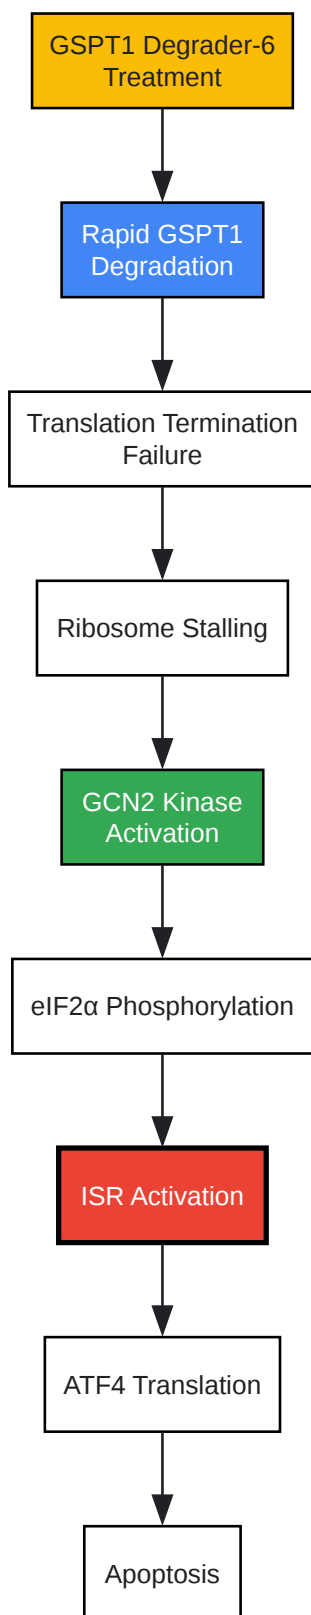 GSPT1 Degrader-6
Treatment
Rapid GSPT1
Degradation
Translation Termination
Failure
Ribosome Stalling
GCN2 Kinase
Activation
eIF2α Phosphorylation
ISR Activation
ATF4 Translation
Apoptosis